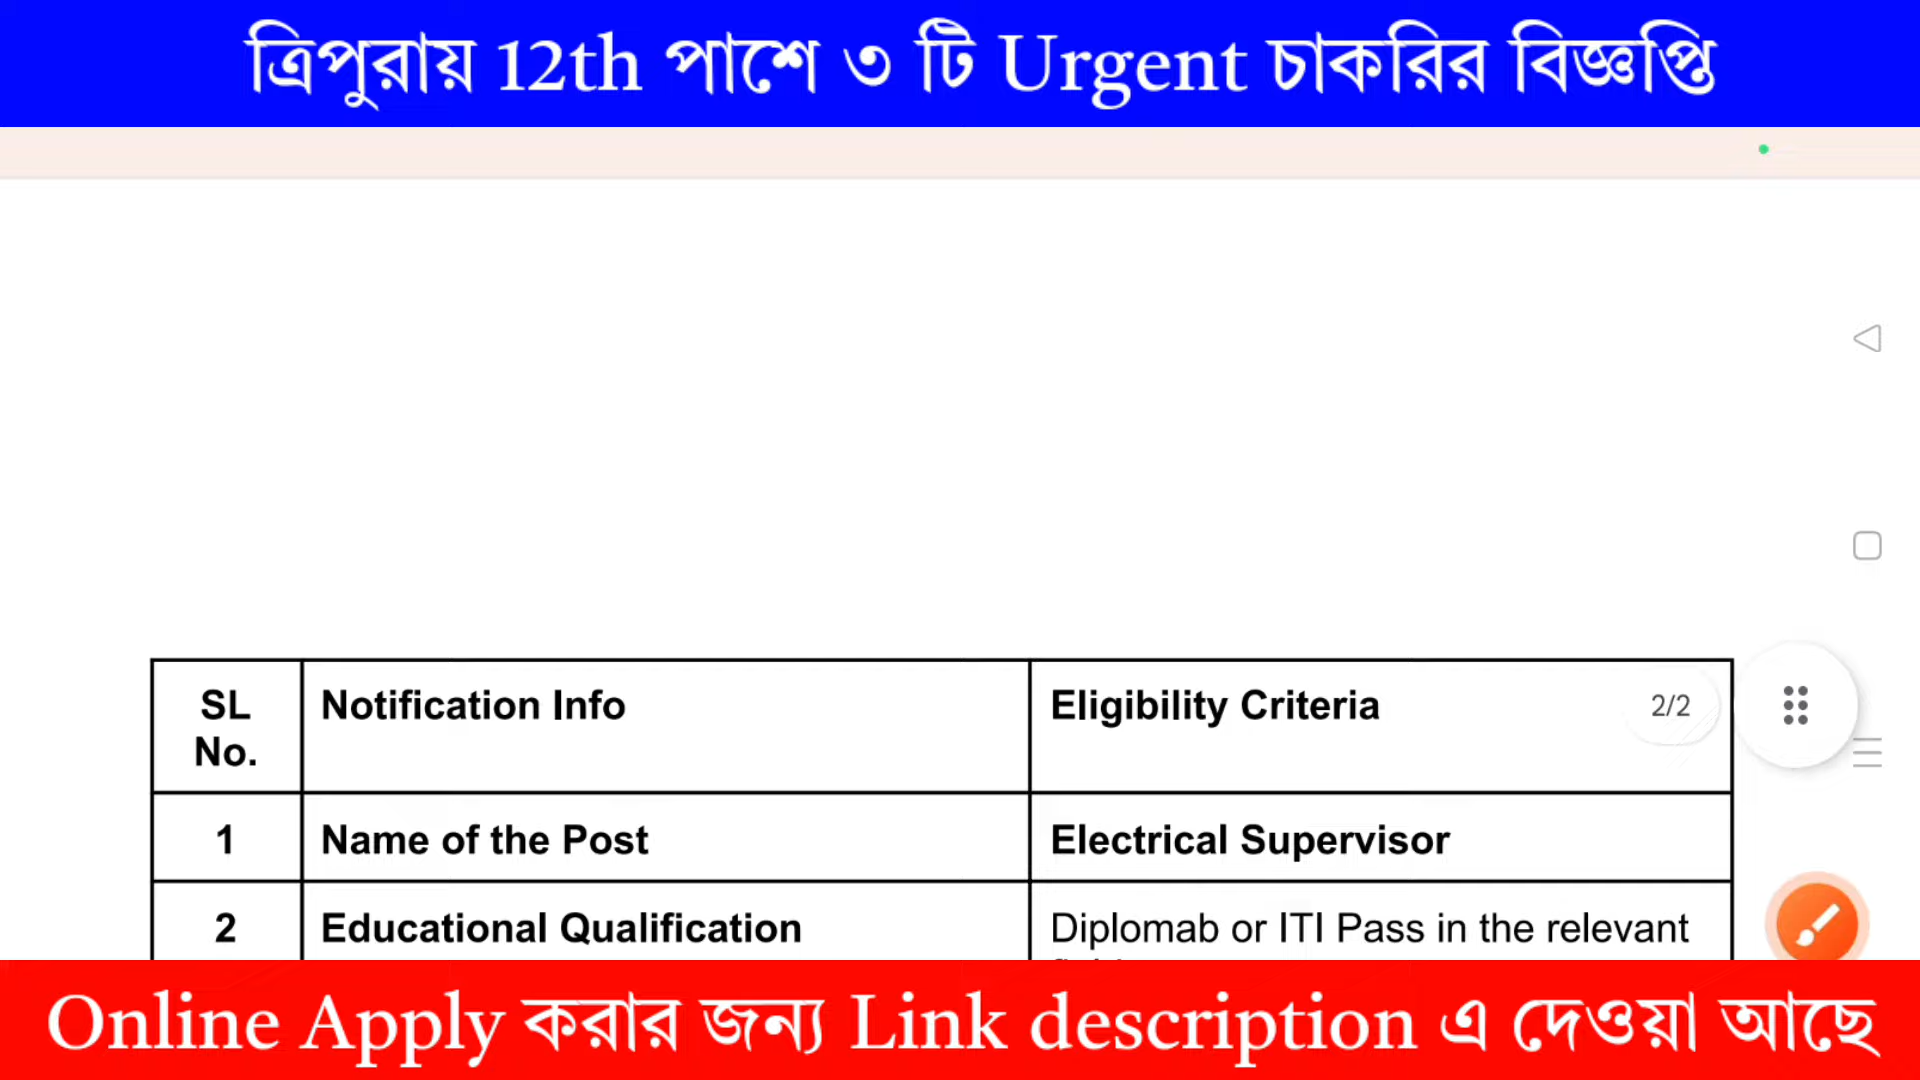 ত্রিপুরায় 12th পাশে ৩ টি Urgent চাকরির বিজ্ঞপ্তি
SL No. Notification Info Eligibility Criteria 2/2
1 Name of the Post Electrical Supervisor
2 Educational Qualification Diplomab or ITI Pass in the relevant
Online Apply করার জন্য Link description এ দেওয়া আছে